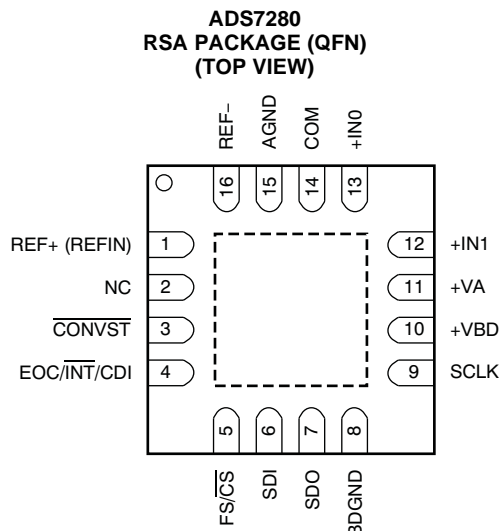 ADS7280
RSA PACKAGE (QFN)
(TOP VIEW)
REF−
AGND
COM
+IN0
16
15
14
13
REF+ (REFIN)
1
12
+IN1
NC
2
11
+VA
CONVST
3
10
+VBD
EOC/INT/CDI
4
9
SCLK
5
6
7
8
FS/CS
SDI
SDO
BDGND